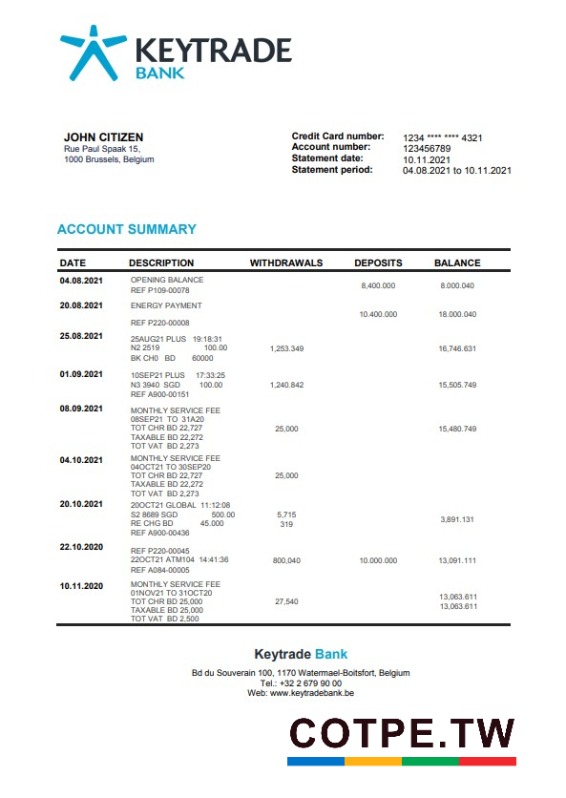 KEYTRADE
BANK
JOHN CITIZEN
Rue Paul Spaak 15,
1000 Brussels, Belgium
Credit Card number: 1234 **** **** 4321
Account number: 123456789
Statement date: 10.11.2021
Statement period: 04.08.2021 to 10.11.2021
ACCOUNT SUMMARY
DATE DESCRIPTION WITHDRAWALS DEPOSITS BALANCE
04.08.2021 OPENING BALANCE
REF P109-00078 8,400.000 8.000.040
20.08.2021 ENERGY PAYMENT
10.400.000 18.000.040
REF P220-00008
25.08.2021 25AUG21 PLUS 19:18:31
N2 2519 100.00 1,253.349 16,746.631
BK CH0 BD 60000
01.09.2021 10SEP21 PLUS 17:33:25
N3 3940 SGD 100.00 1,240.842 15,505.749
REF A900-00151
08.09.2021 MONTHLY SERVICE FEE
08SEP21 TO 31A20
TOT CHR BD 22,727 25,000 15,480.749
TAXABLE BD 22,272
TOT VAT BD 2,273
04.10.2021 MONTHLY SERVICE FEE
04OCT21 TO 30SEP20
TOT CHR BD 22,727 25,000
TAXABLE BD 22,272
TOT VAT BD 2,273
20.10.2021 20OCT21 GLOBAL 11:12:08
S2 8689 SGD 500.00 5,715
RE CHG BD 45.000 319 3,891.131
REF A900-00436
22.10.2020 REF P220-00045
22OCT21 ATM104 14:41:36 800,040 10.000.000 13,091.111
REF A084-00005
10.11.2020 MONTHLY SERVICE FEE
01NOV21 TO 31OCT20 13,063.611
TOT CHR BD 25,000 27,540 13,063.611
TAXABLE BD 25,000
TOT VAT BD 2,500
Keytrade Bank
Bd du Souverain 100, 1170 Watermael-Boitsfort, Belgium
Tel.: +32 2 679 90 00
Web: www.keytradebank.be
COTPE.TW